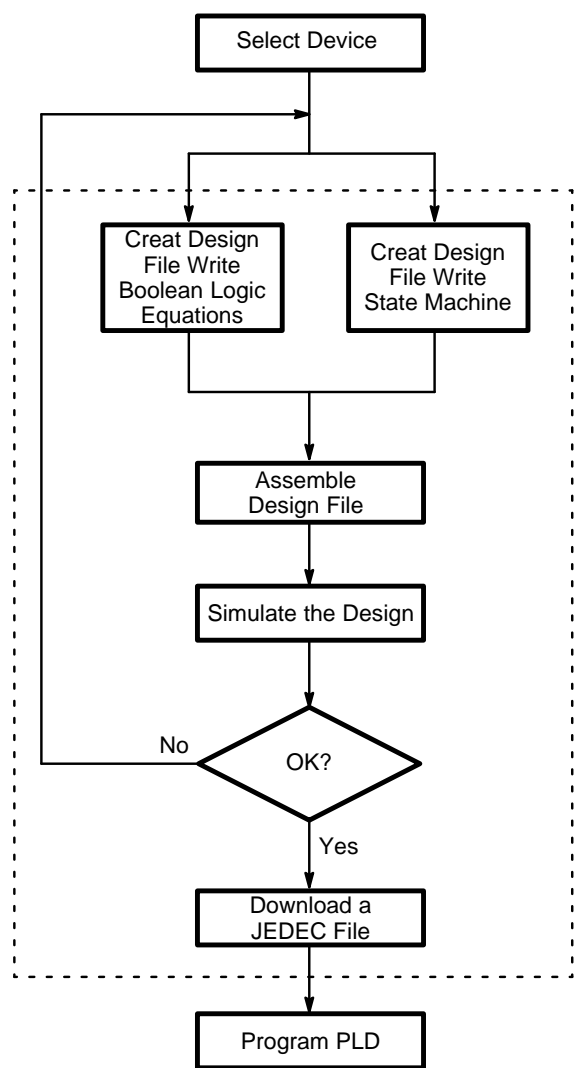 Select Device
Creat Design
File Write
Boolean Logic
Equations
Creat Design
File Write
State Machine
Assemble
Design File
Simulate the Design
No
OK?
Yes
Download a
JEDEC File
Program PLD